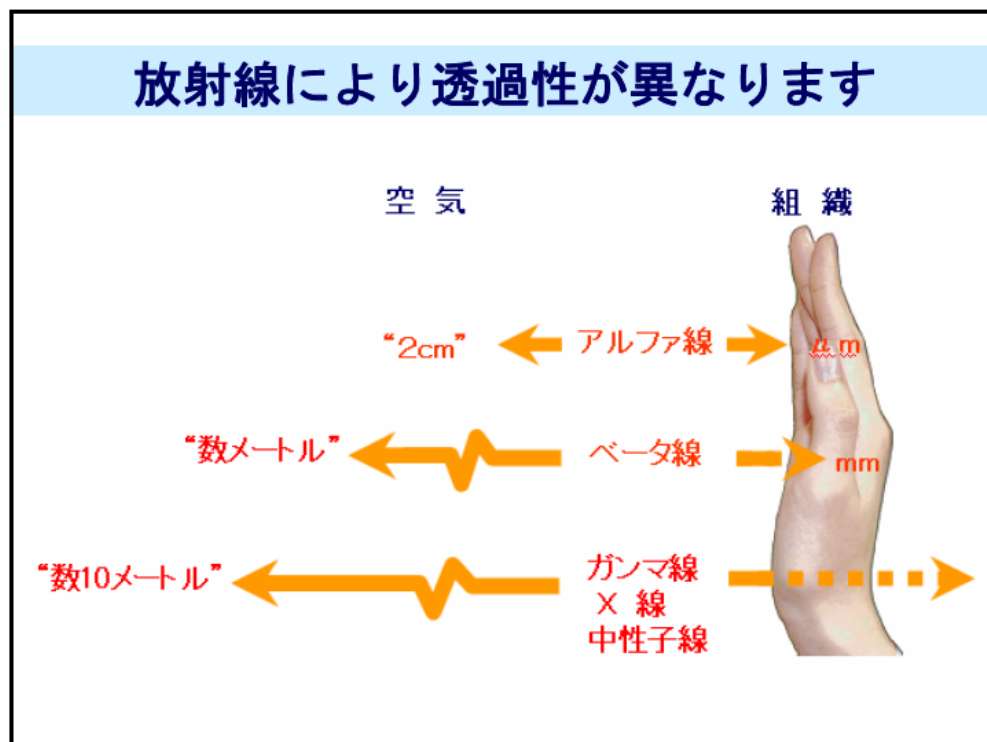 放射線により透過性が異なります
空 気
組 織
“2cm”
アルファ線
μm
“数メートル”
ベータ線
mm
“数10メートル”
ガンマ線
X 線
中性子線